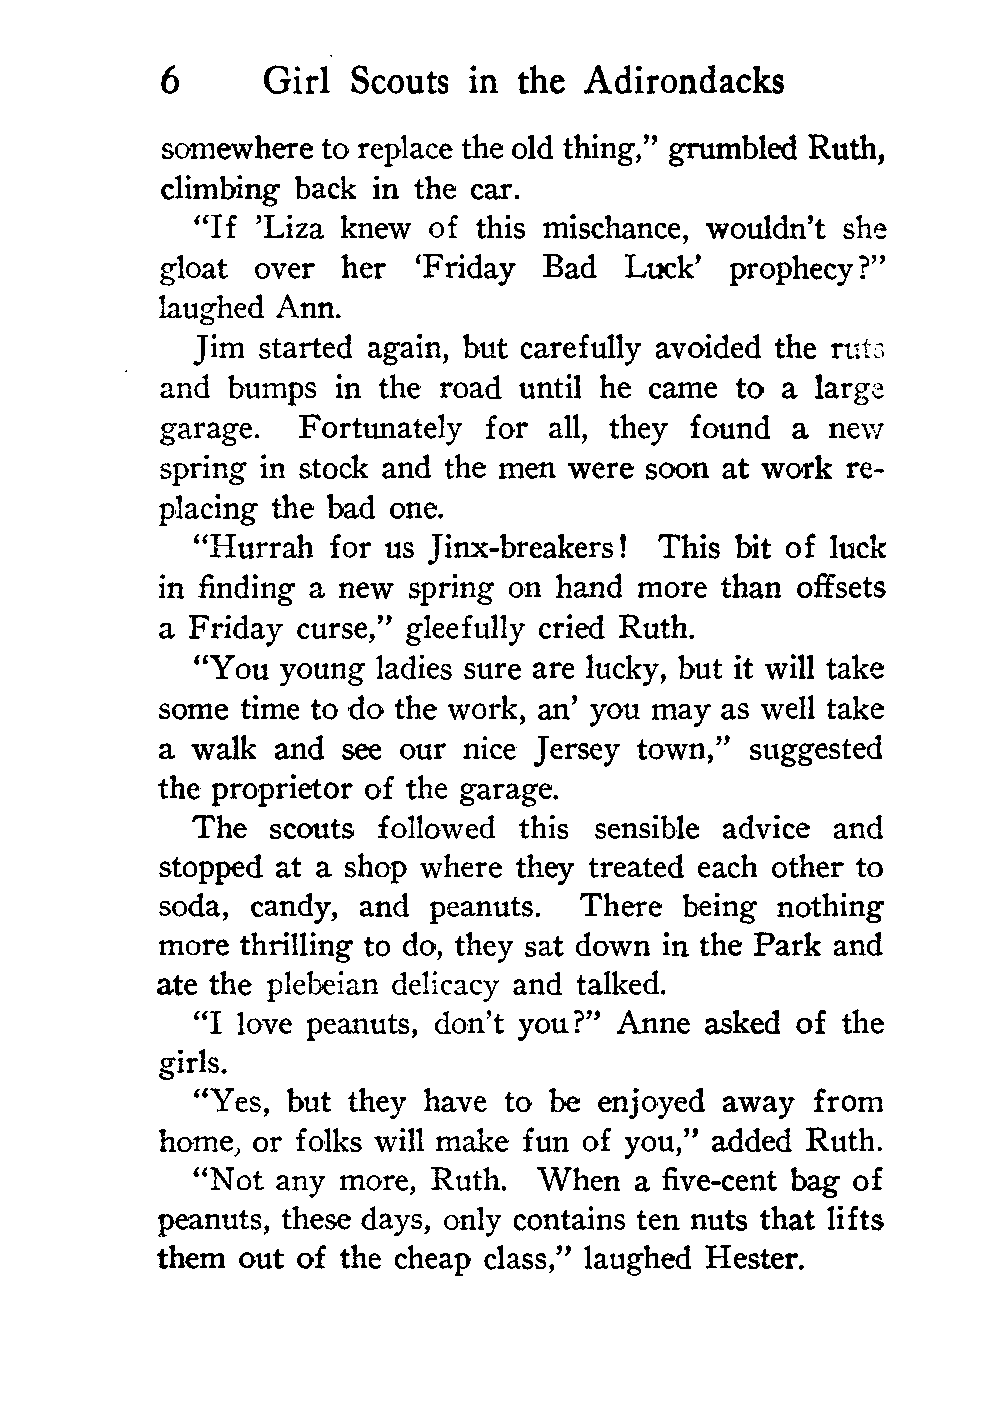 6 Girl Scouts in the Adirondacks
somewhere to replace the old thing,” grumbled Ruth,
climbing back in the car.
“If ’Liza knew of this mischance, wouldn’t she
gloat over her ‘Friday Bad Luck’ prophecy?”
laughed Ann.
Jim started again, but carefully avoided the ruts
and bumps in the road until he came to a large
garage. Fortunately for all, they found a new
spring in stock and the men were soon at work re-
placing the bad one.
“Hurrah for us Jinx-breakers! This bit of luck
in finding a new spring on hand more than offsets
a Friday curse,” gleefully cried Ruth.
“You young ladies sure are lucky, but it will take
some time to do the work, an’ you may as well take
a walk and see our nice Jersey town,” suggested
the proprietor of the garage.
The scouts followed this sensible advice and
stopped at a shop where they treated each other to
soda, candy, and peanuts. There being nothing
more thrilling to do, they sat down in the Park and
ate the plebeian delicacy and talked.
“I love peanuts, don’t you?” Anne asked of the
girls.
“Yes, but they have to be enjoyed away from
home, or folks will make fun of you,” added Ruth.
“Not any more, Ruth. When a five-cent bag of
peanuts, these days, only contains ten nuts that lifts
them out of the cheap class,” laughed Hester.